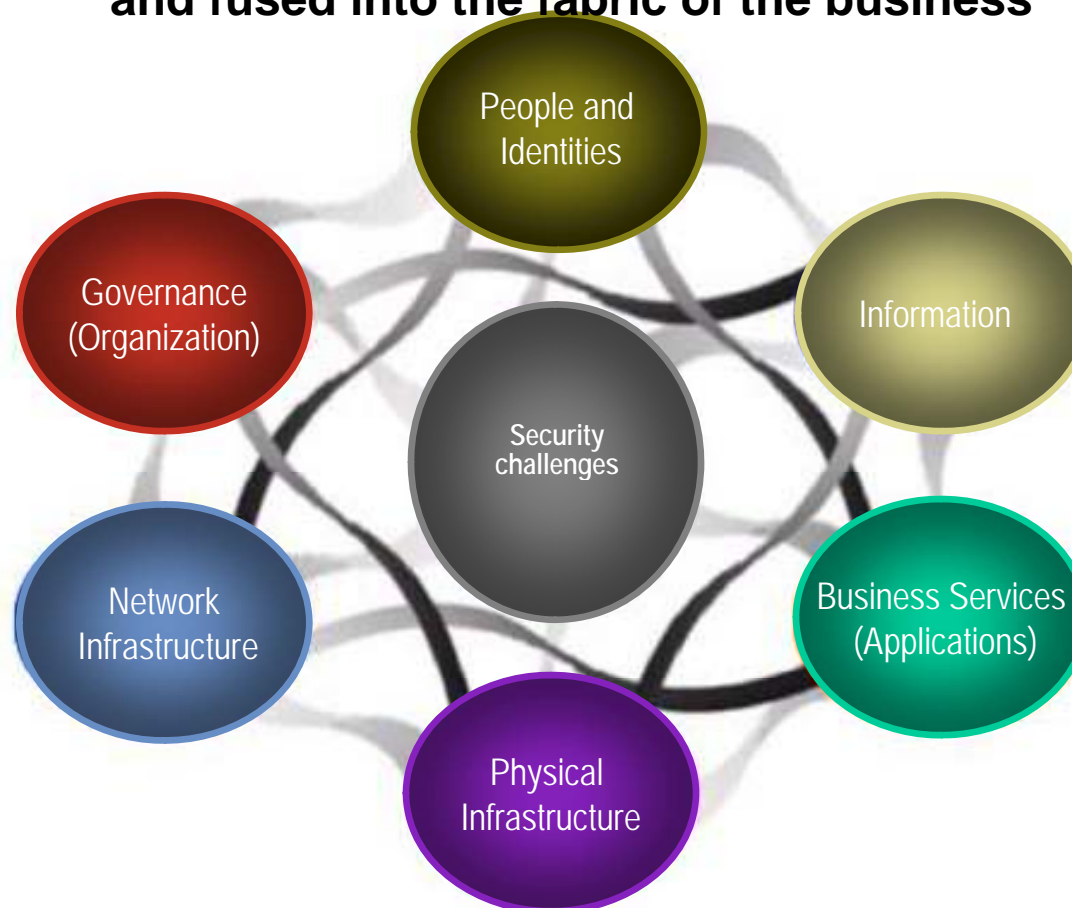 and fused into the fabric of the business
People and
Identities
Governance
(Organization)
Information
Security
challenges
Network
Infrastructure
Business Services
(Applications)
Physical
Infrastructure